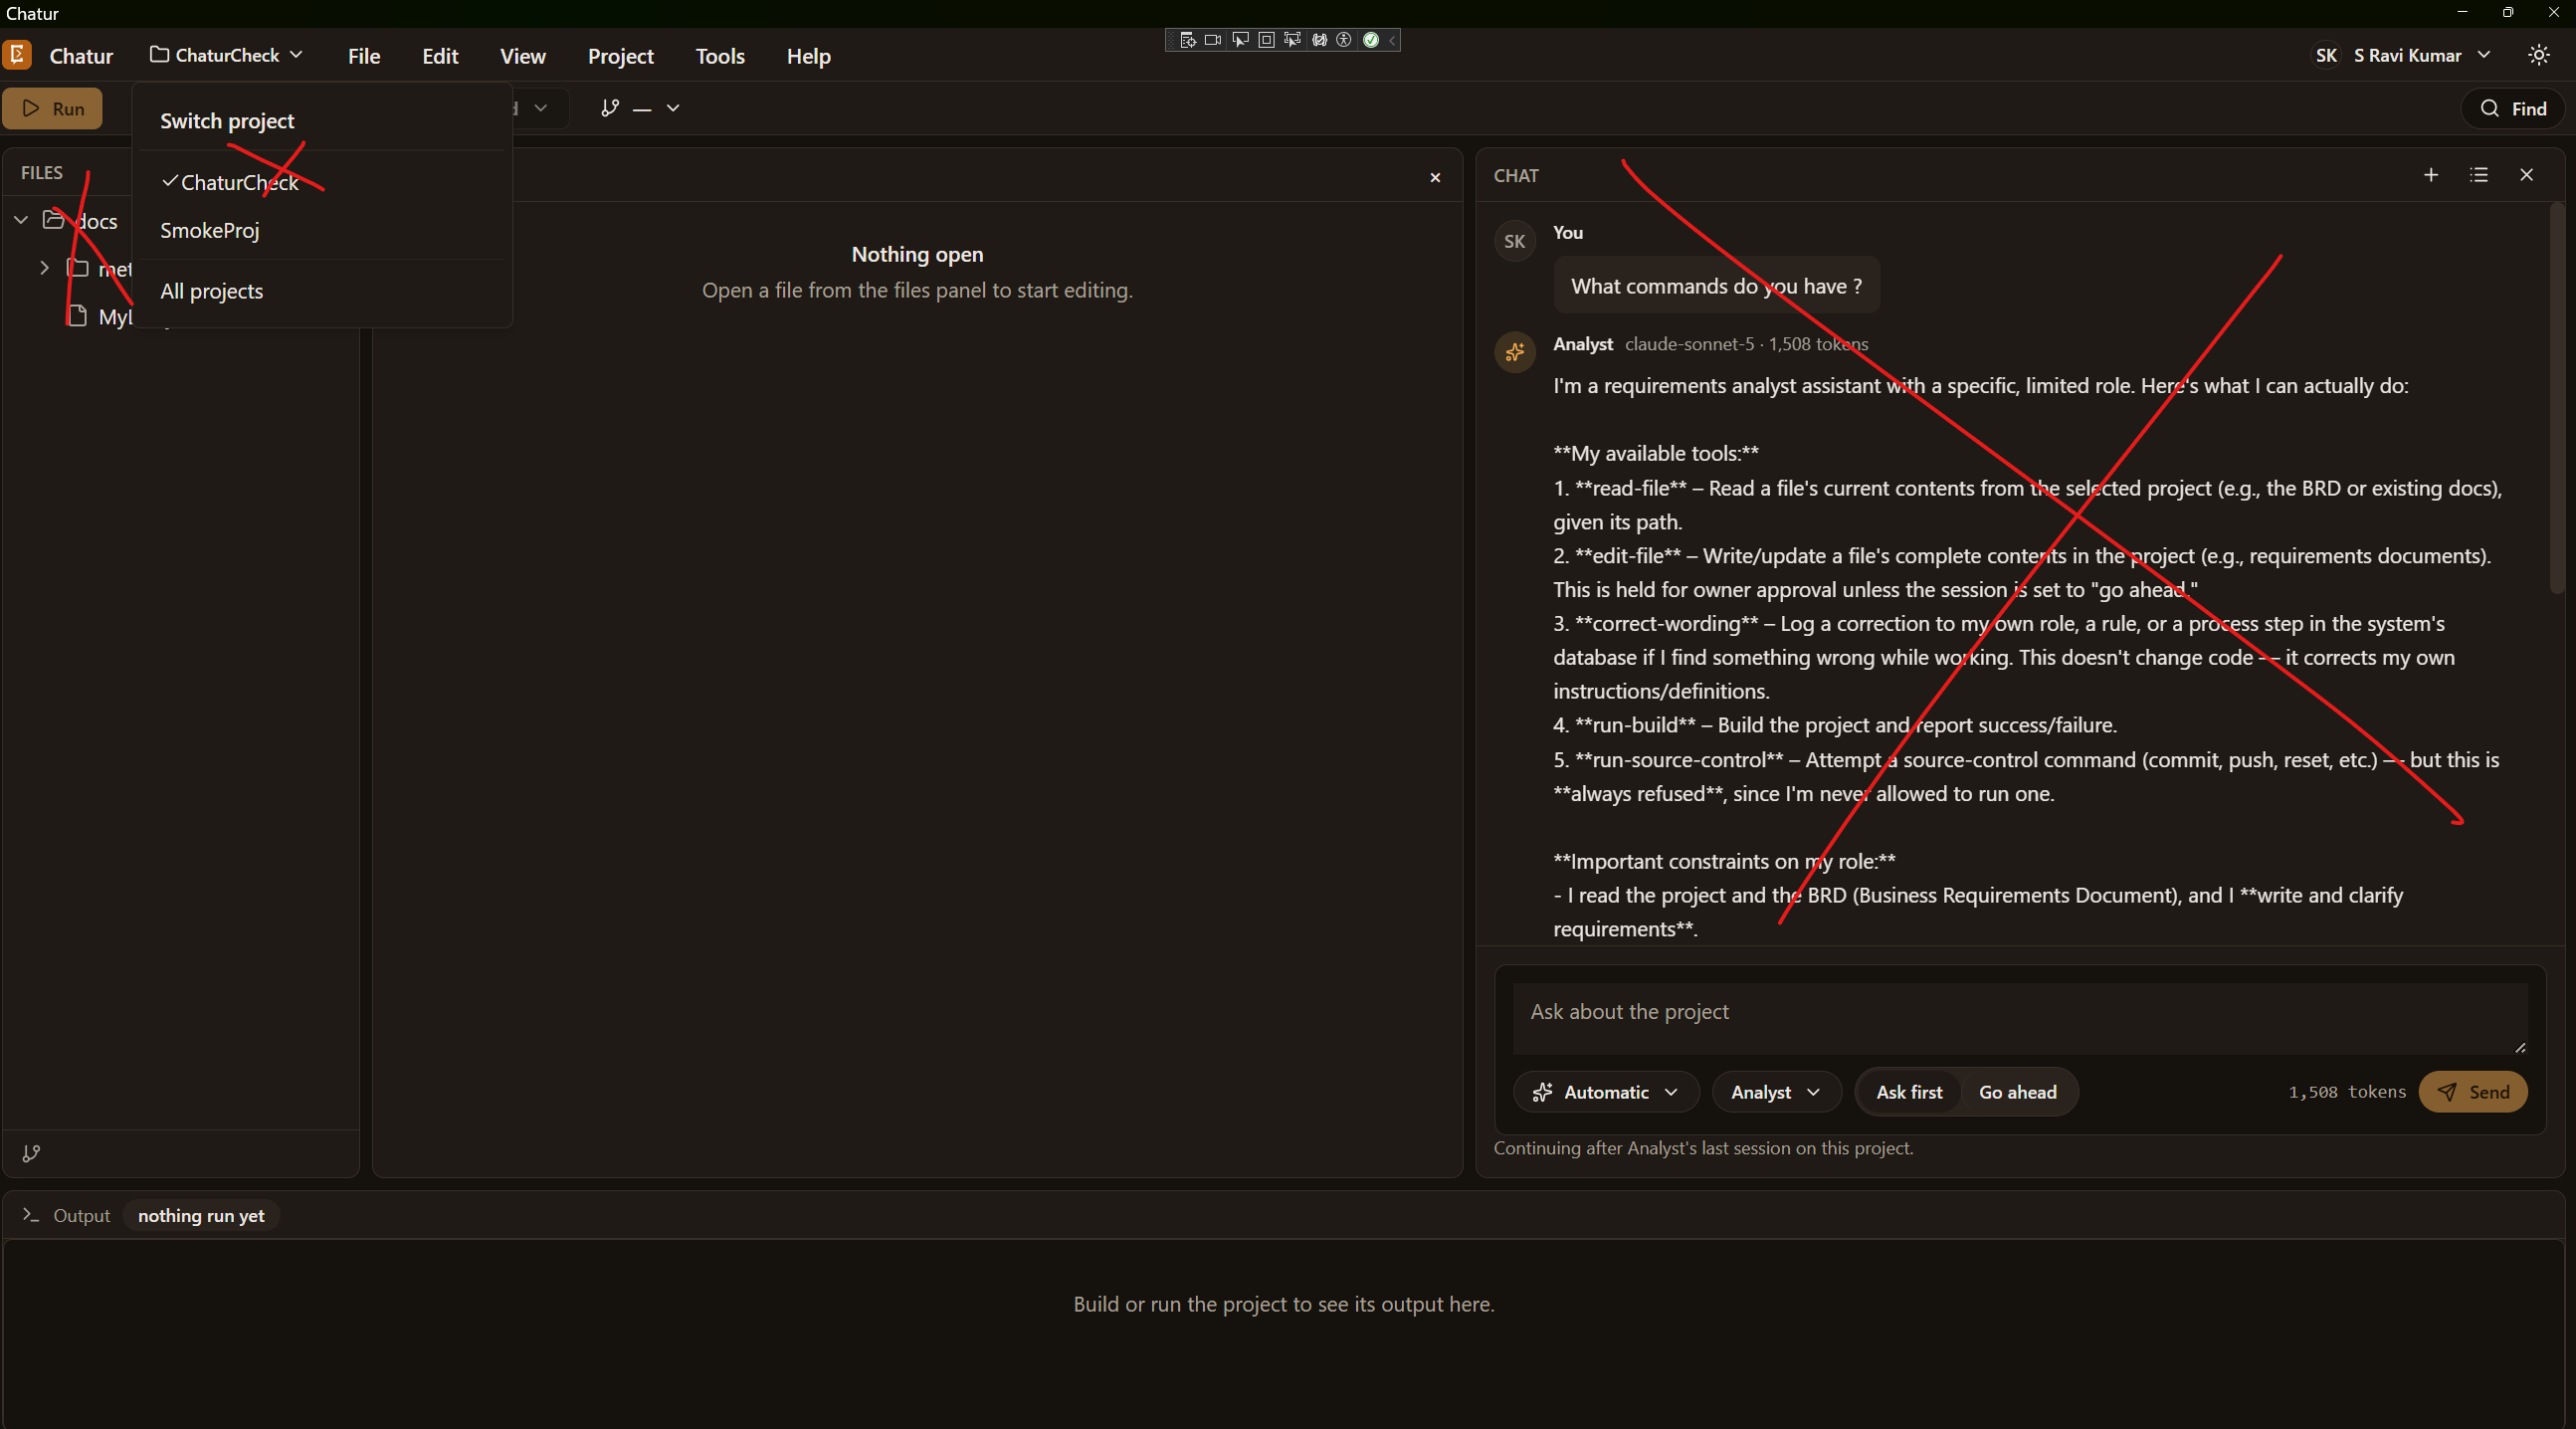 Chatur
Chatur ChaturCheck File Edit View Project Tools Help SK S Ravi Kumar
Run Find
Switch project
✓ChaturCheck
SmokeProj
All projects
FILES
docs
Nothing open
Open a file from the files panel to start editing.
CHAT
SK You
What commands do you have ?
Analyst claude-sonnet-5 · 1,508 tokens
I'm a requirements analyst assistant with a specific, limited role. Here's what I can actually do:
**My available tools:**
1. **read-file** – Read a file's current contents from the selected project (e.g., the BRD or existing docs),
given its path.
2. **edit-file** – Write/update a file's complete contents in the project (e.g., requirements documents).
This is held for owner approval unless the session is set to "go ahead."
3. **correct-wording** – Log a correction to my own role, a rule, or a process step in the system's
database if I find something wrong while working. This doesn't change code — it corrects my own
instructions/definitions.
4. **run-build** – Build the project and report success/failure.
5. **run-source-control** – Attempt a source-control command (commit, push, reset, etc.) — but this is
**always refused**, since I'm never allowed to run one.
**Important constraints on my role:**
- I read the project and the BRD (Business Requirements Document), and I **write and clarify
requirements**.
Ask about the project
Automatic Analyst Ask first Go ahead 1,508 tokens Send
Continuing after Analyst's last session on this project.
Output nothing run yet
Build or run the project to see its output here.